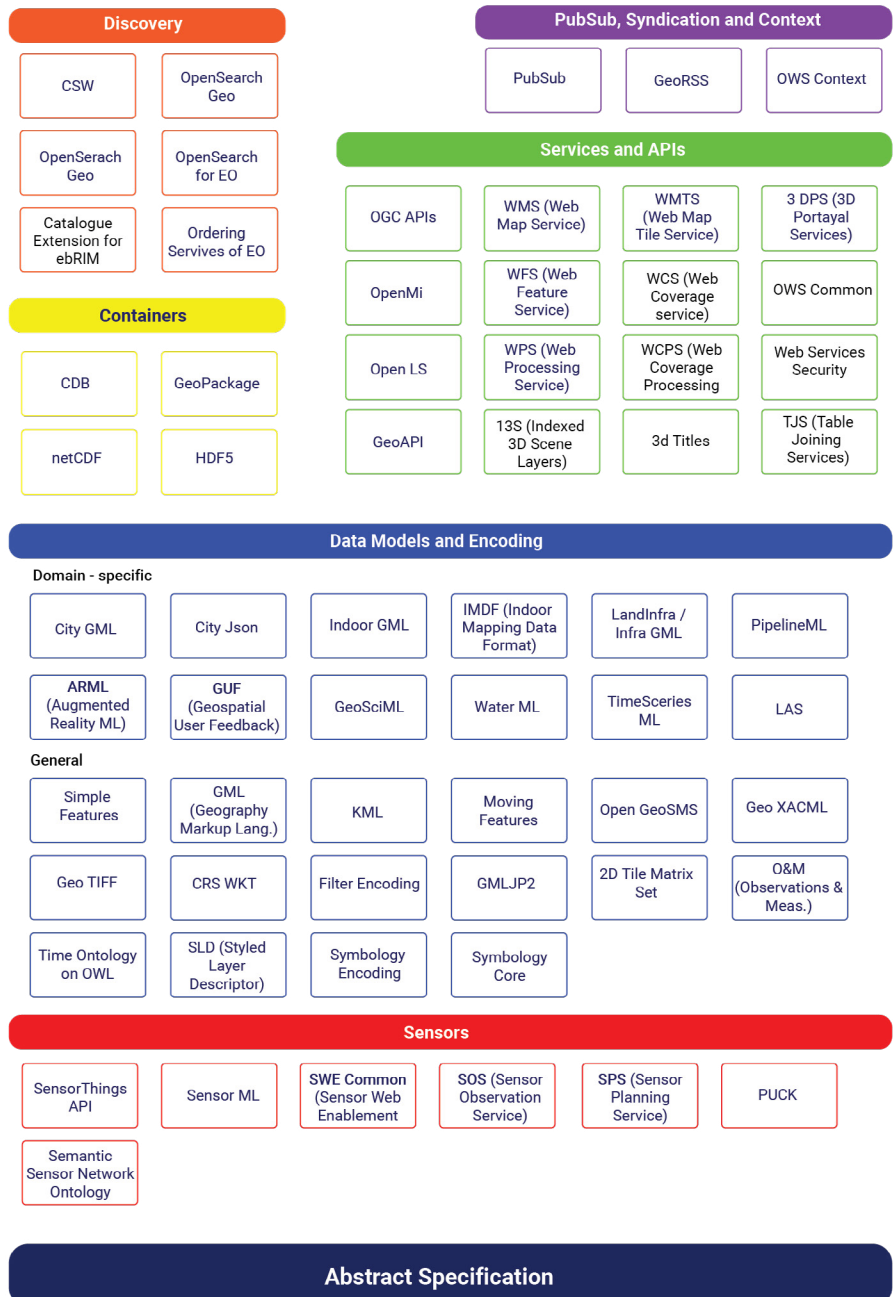 Discovery
CSW
OpenSearch
Geo
OpenSerach
Geo
OpenSearch
for EO
Catalogue
Extension for
ebRIM
Ordering
Servives of EO
PubSub, Syndication and Context
PubSub
GeoRSS
OWS Context
Services and APIs
OGC APIs
WMS (Web
Map Service)
WMTS
(Web Map
Tile Service)
3 DPS (3D
Portayal
Services)
OpenMi
WFS (Web
Feature
Service)
WCS (Web
Coverage
service)
OWS Common
Open LS
WPS (Web
Processing
Service)
WCPS (Web
Coverage
Processing
Web Services
Security
GeoAPI
13S (Indexed
3D Scene
Layers)
3d Titles
TJS (Table
Joining
Services)
Containers
CDB
GeoPackage
netCDF
HDF5
Data Models and Encoding
Domain - specific
City GML
City Json
Indoor GML
IMDF (Indoor
Mapping Data
Format)
LandInfra /
Infra GML
PipelineML
ARML
(Augmented
Reality ML)
GUF
(Geospatial
User Feedback)
GeoSciML
Water ML
TimeSceries
ML
LAS
General
Simple
Features
GML
(Geography
Markup Lang.)
KML
Moving
Features
Open GeoSMS
Geo XACML
Geo TIFF
CRS WKT
Filter Encoding
GMLJP2
2D Tile Matrix
Set
O&M
(Observations &
Meas.)
Time Ontology
on OWL
SLD (Styled
Layer
Descriptor)
Symbology
Encoding
Symbology
Core
Sensors
SensorThings
API
Sensor ML
SWE Common
(Sensor Web
Enablement
SOS (Sensor
Observation
Service)
SPS (Sensor
Planning
Service)
PUCK
Semantic
Sensor Network
Ontology
Abstract Specification